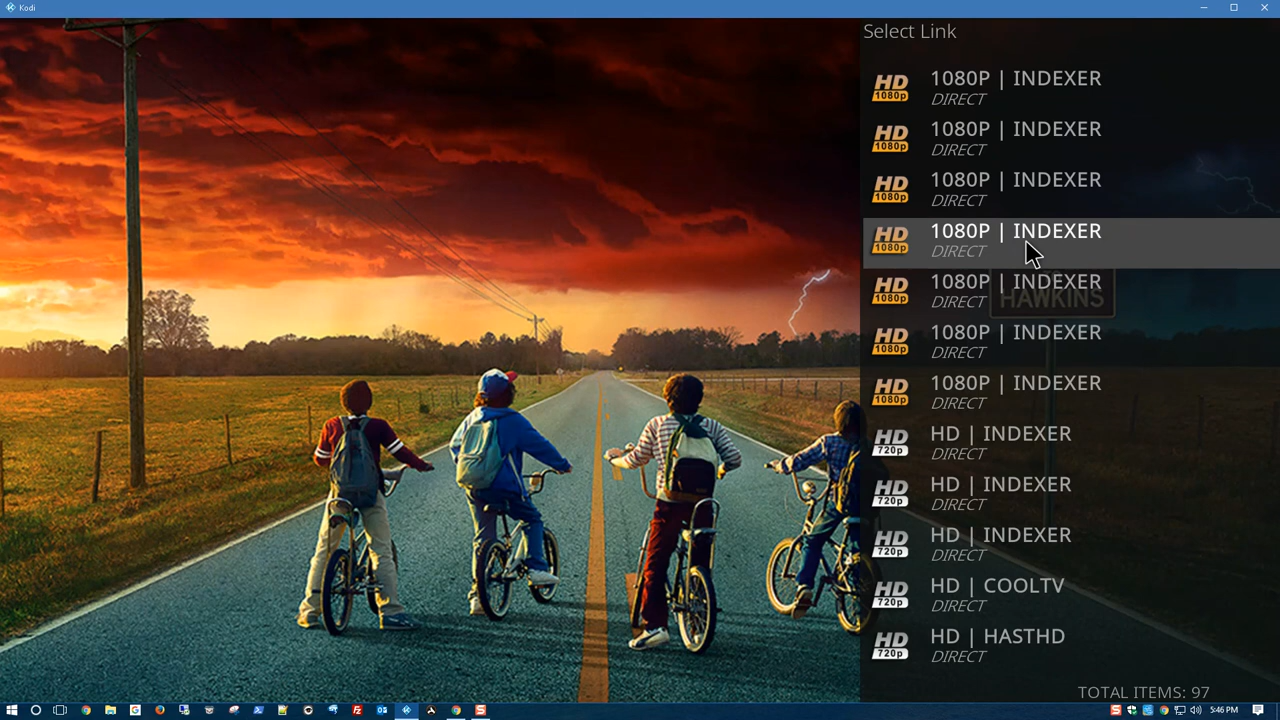 Kodi
Select Link
HD 1080p
1080P | INDEXER
DIRECT
HD 1080p
1080P | INDEXER
DIRECT
HD 1080p
1080P | INDEXER
DIRECT
HD 1080p
1080P | INDEXER
DIRECT
HD 1080p
1080P | INDEXER
DIRECT
HAWKINS
HD 1080p
1080P | INDEXER
DIRECT
HD 1080p
1080P | INDEXER
DIRECT
HD 720p
HD | INDEXER
DIRECT
HD 720p
HD | INDEXER
DIRECT
HD 720p
HD | INDEXER
DIRECT
HD 720p
HD | COOLTV
DIRECT
HD 720p
HD | HASTHD
DIRECT
TOTAL ITEMS: 97
5:46 PM